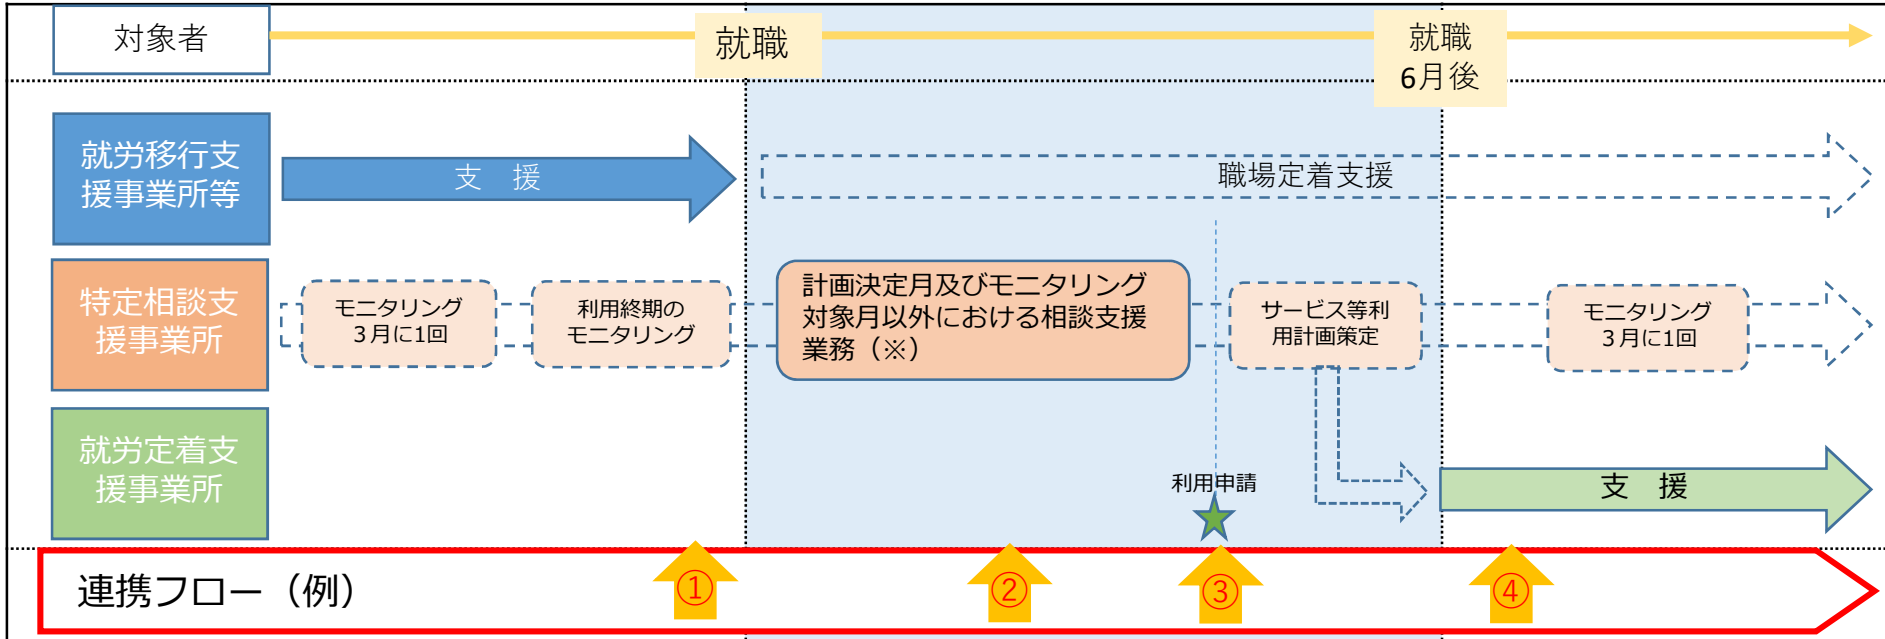 対象者
就職
就職
6月後
就労移行支
援事業所等
支　援
職場定着支援
特定相談支
援事業所
モニタリング
３月に1回
利用終期の
モニタリング
計画決定月及びモニタリング
対象月以外における相談支援
業務（※）
サービス等利
用計画策定
モニタリング
３月に1回
就労定着支
援事業所
利用申請
支　援
連携フロー（例）
①
②
③
④